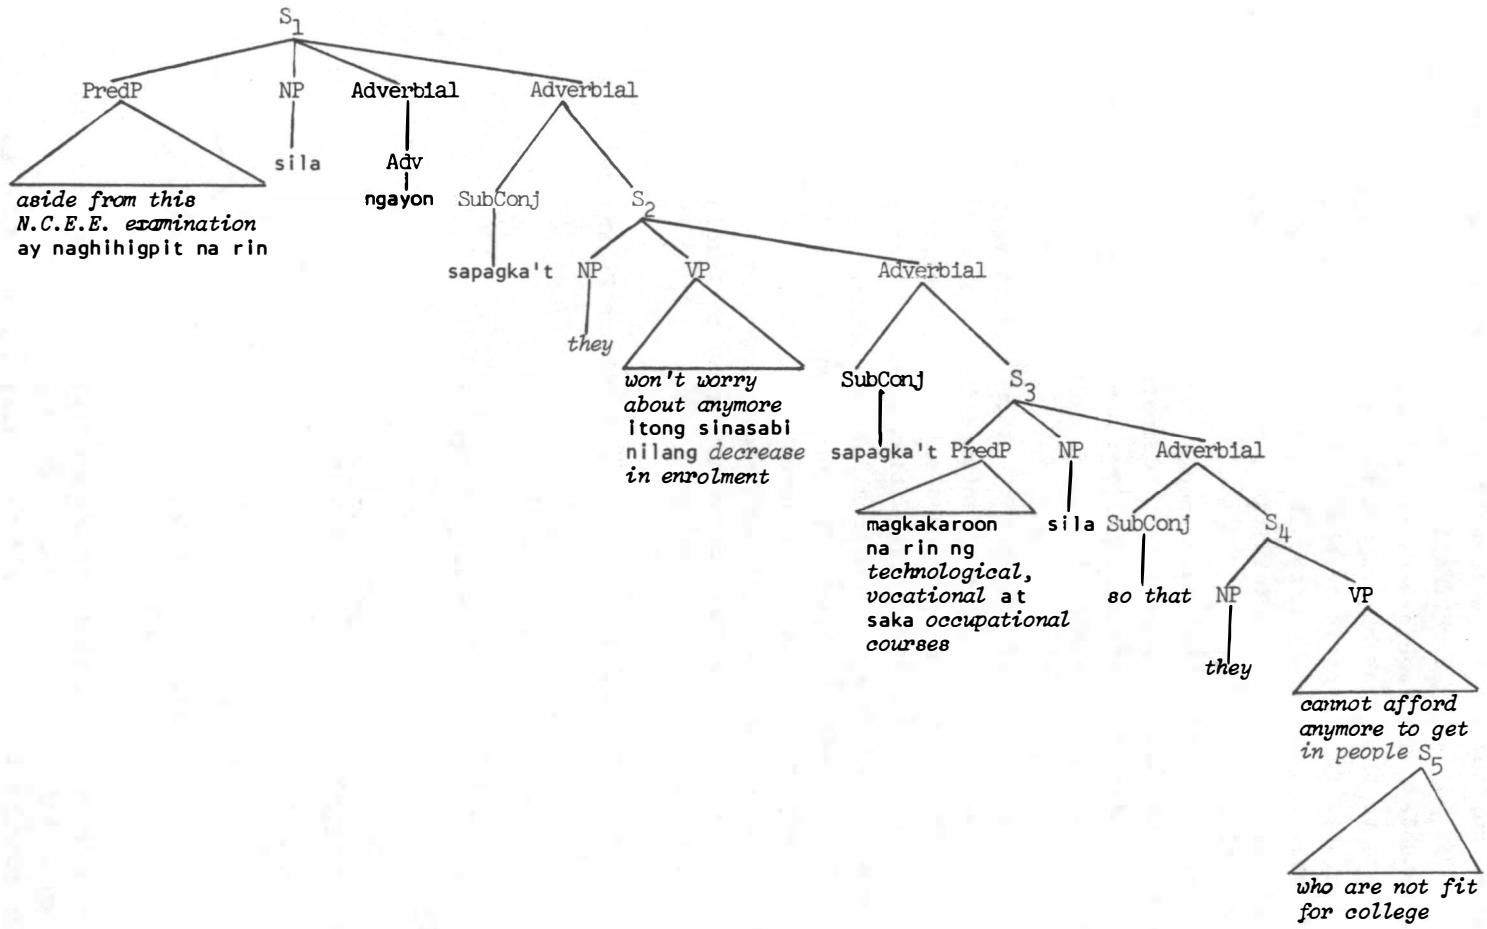 S1
PredP NP Adverbial Adverbial
sila Adv
aside from this
N.C.E.E. examination
ay naghihigpit na rin
ngayon SubConj S2
sapagka't NP VP Adverbial
they
won't worry
about anymore
itong sinasabi
nilang decrease
in enrolment
SubConj S3
sapagka't PredP NP Adverbial
magkakaroon
na rin ng
technological,
vocational at
saka occupational
courses
sila SubConj S4
so that NP VP
they
cannot afford
anymore to get
in people S5
who are not fit
for college